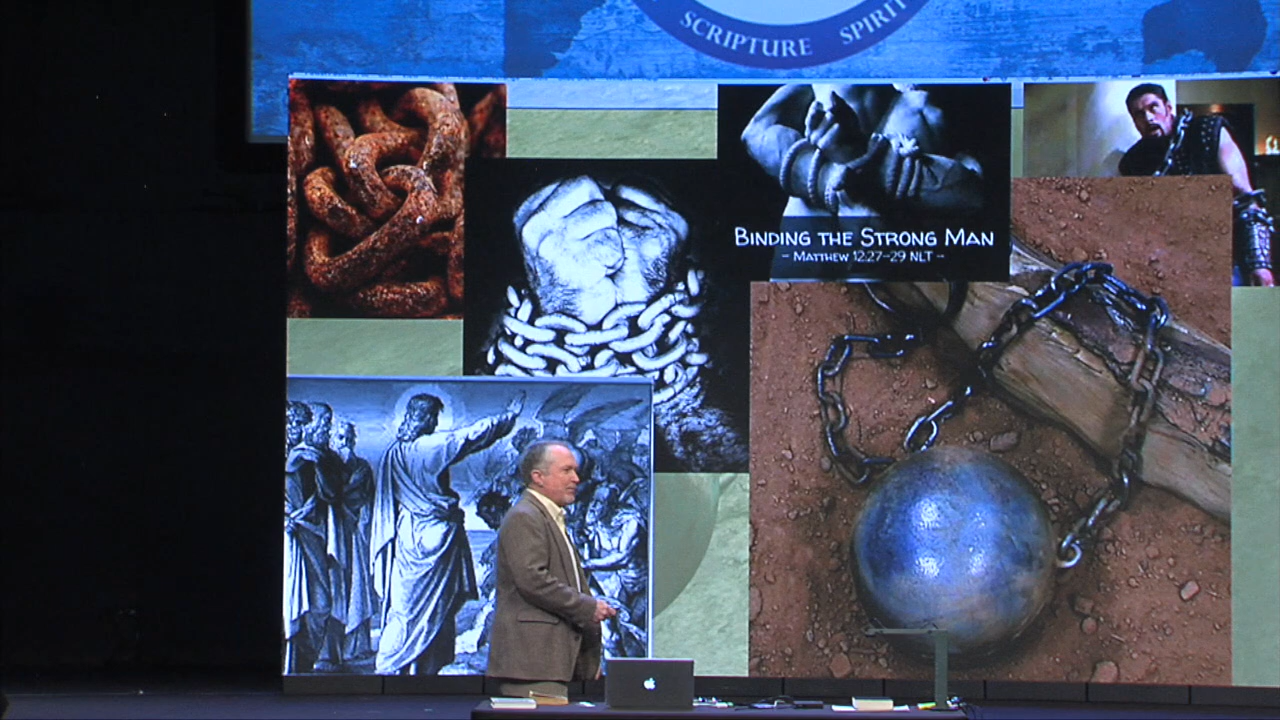 SCRIPTURE SPIRIT
BINDING THE STRONG MAN
- MATTHEW 12:27-29 NLT -